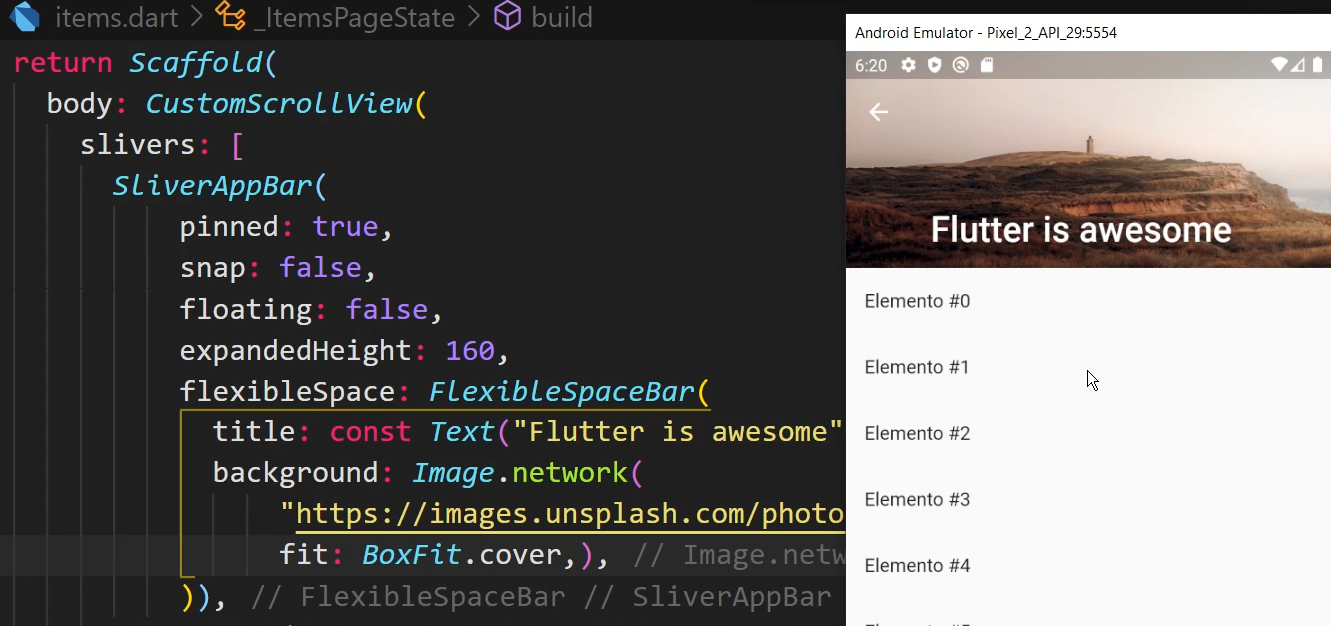 items.dart > _ItemsPageState > build
return Scaffold(
body: CustomScrollView(
slivers: [
SliverAppBar(
pinned: true,
snap: false,
floating: false,
expandedHeight: 160,
flexibleSpace: FlexibleSpaceBar(
title: const Text("Flutter is awesome"
background: Image.network(
"https://images.unsplash.com/photo
fit: BoxFit.cover,), // Image.netw
)), // FlexibleSpaceBar // SliverAppBar
Android Emulator - Pixel_2_API_29:5554
6:20
Flutter is awesome
Elemento #0
Elemento #1
Elemento #2
Elemento #3
Elemento #4